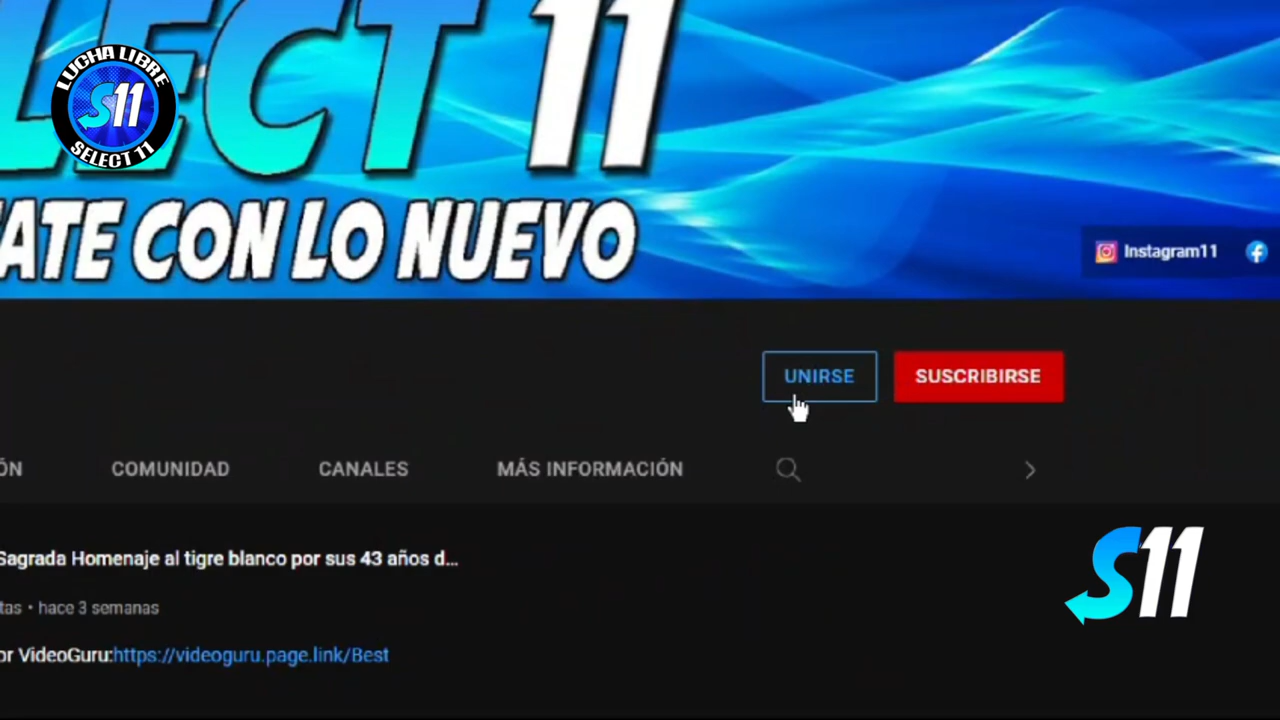 LECT 11
LUCHA LIBRE
S11
SELECT 11
ATE CON LO NUEVO
Instagram11
UNIRSE
SUSCRIBIRSE
ÓN
COMUNIDAD
CANALES
MÁS INFORMACIÓN
Sagrada Homenaje al tigre blanco por sus 43 años d...
tas • hace 3 semanas
or VideoGuru:https://videoguru.page.link/Best
S11